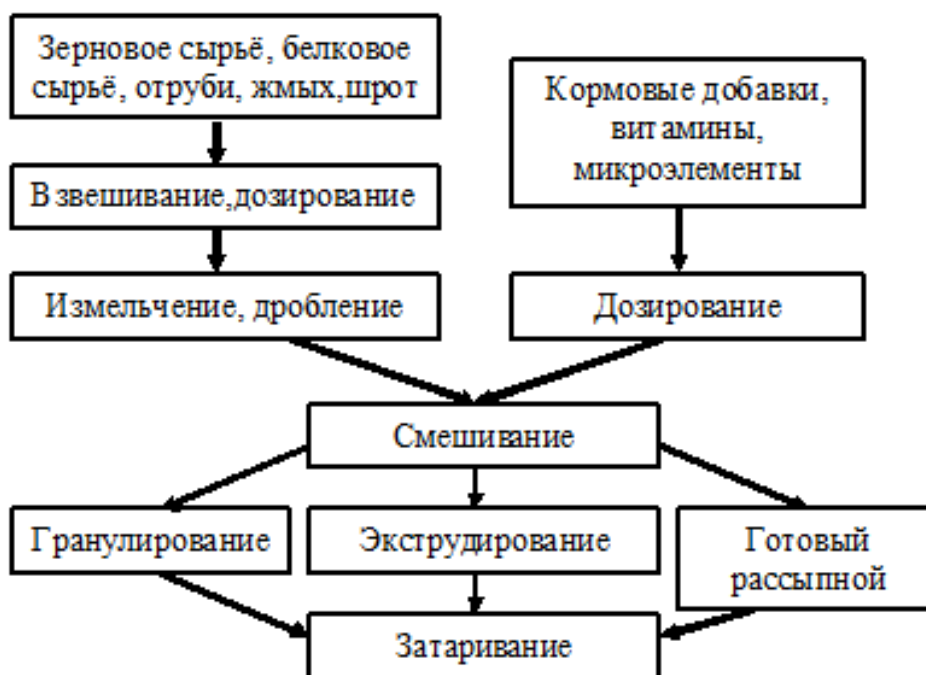 Зерновое сырьё, белковое
сырьё, отруби, жмых,шрот
Кормовые добавки,
витамины,
микроэлементы
Взвешивание,дозирование
Измельчение, дробление
Дозирование
Смешивание
Гранулирование
Экструдирование
Готовый
рассыпной
Затаривание